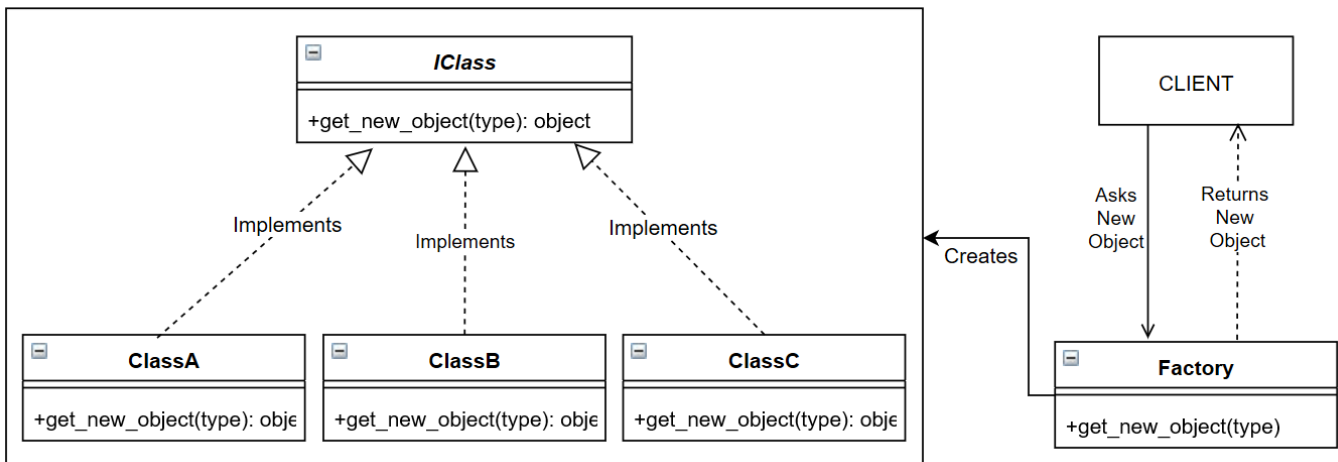 IClass
+get_new_object(type): object
CLIENT
Asks
New
Object
Returns
New
Object
Implements
Implements
Implements
Creates
ClassA
+get_new_object(type): obje
ClassB
+get_new_object(type): obje
ClassC
+get_new_object(type): obje
Factory
+get_new_object(type)